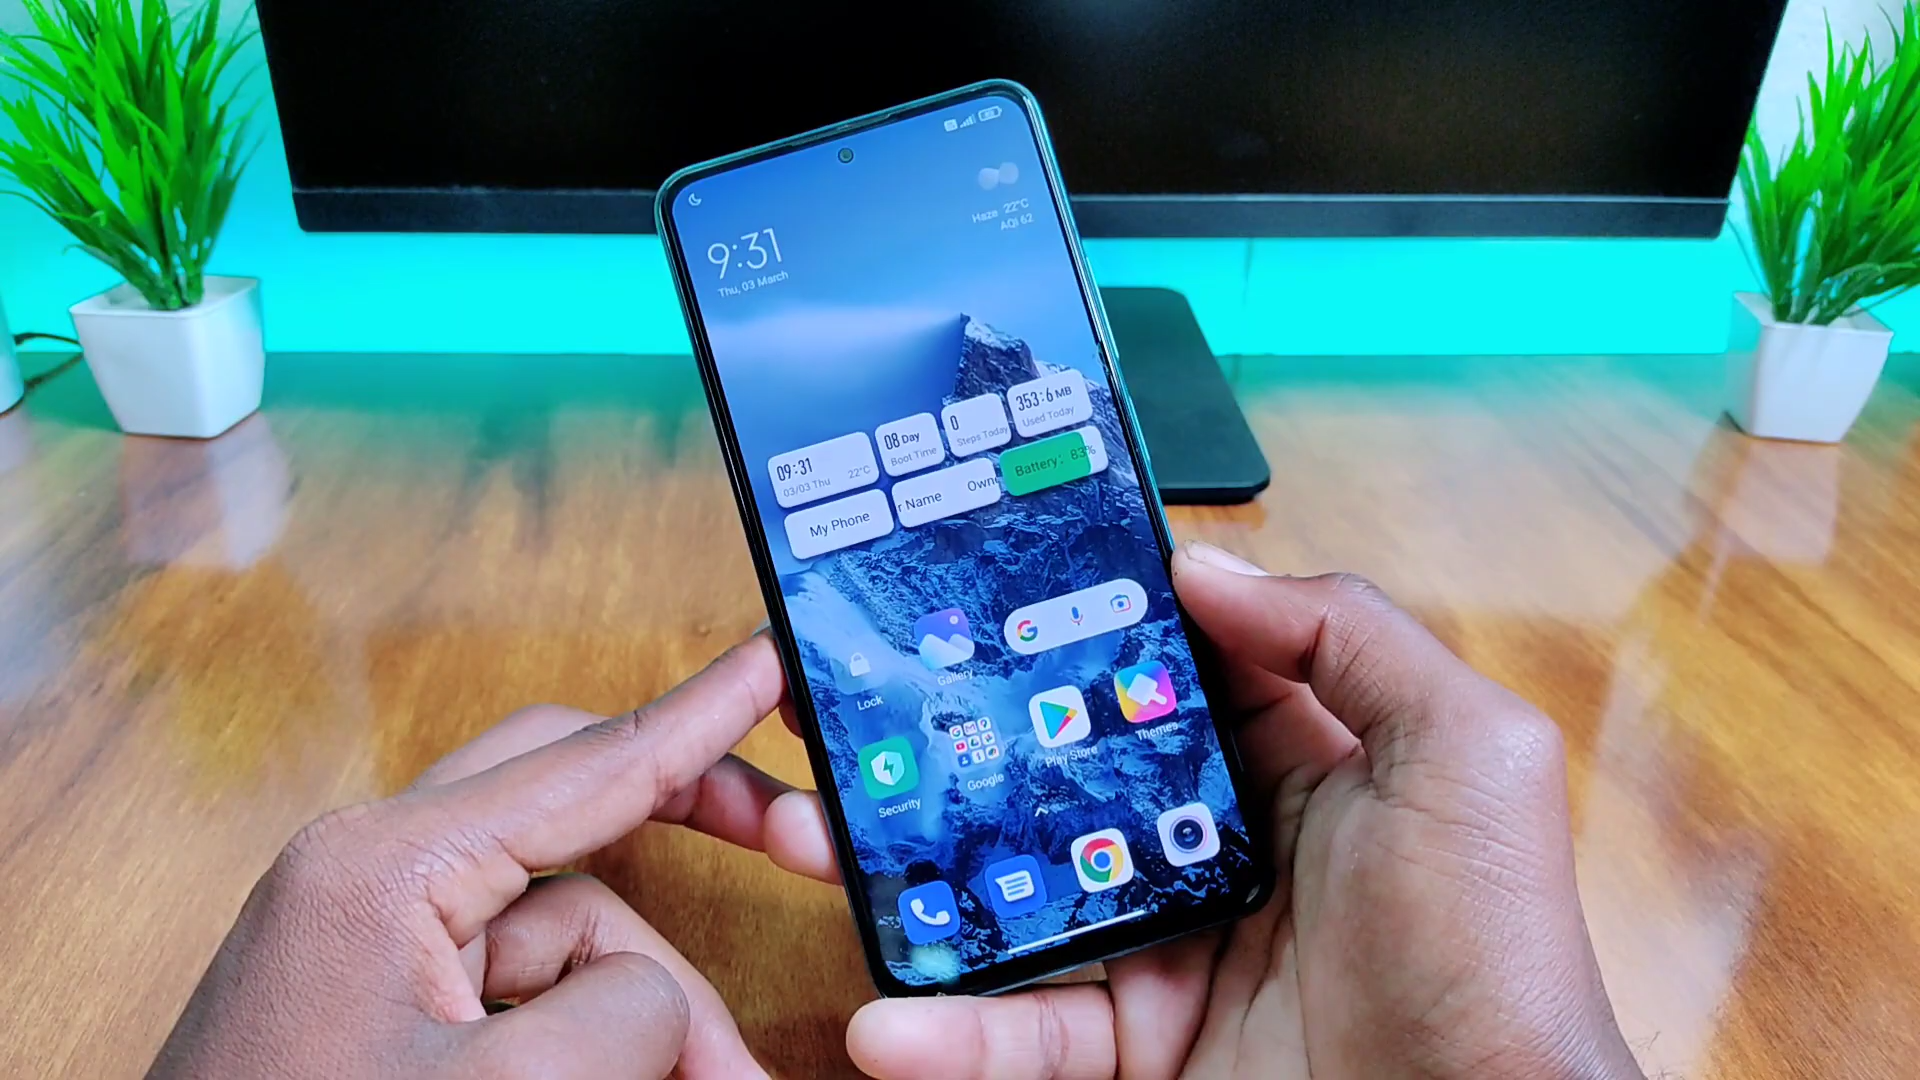 9:31
Thu, 03 March
Haze 22°C
AQI 62
09:31
03/03 Thu 22°C
08 Day
Boot Time
0
Steps Today
353:6 MB
Used Today
My Phone
r Name Own
Battery: 83%
Lock
Gallery
Security
Google
Play Store
Themes